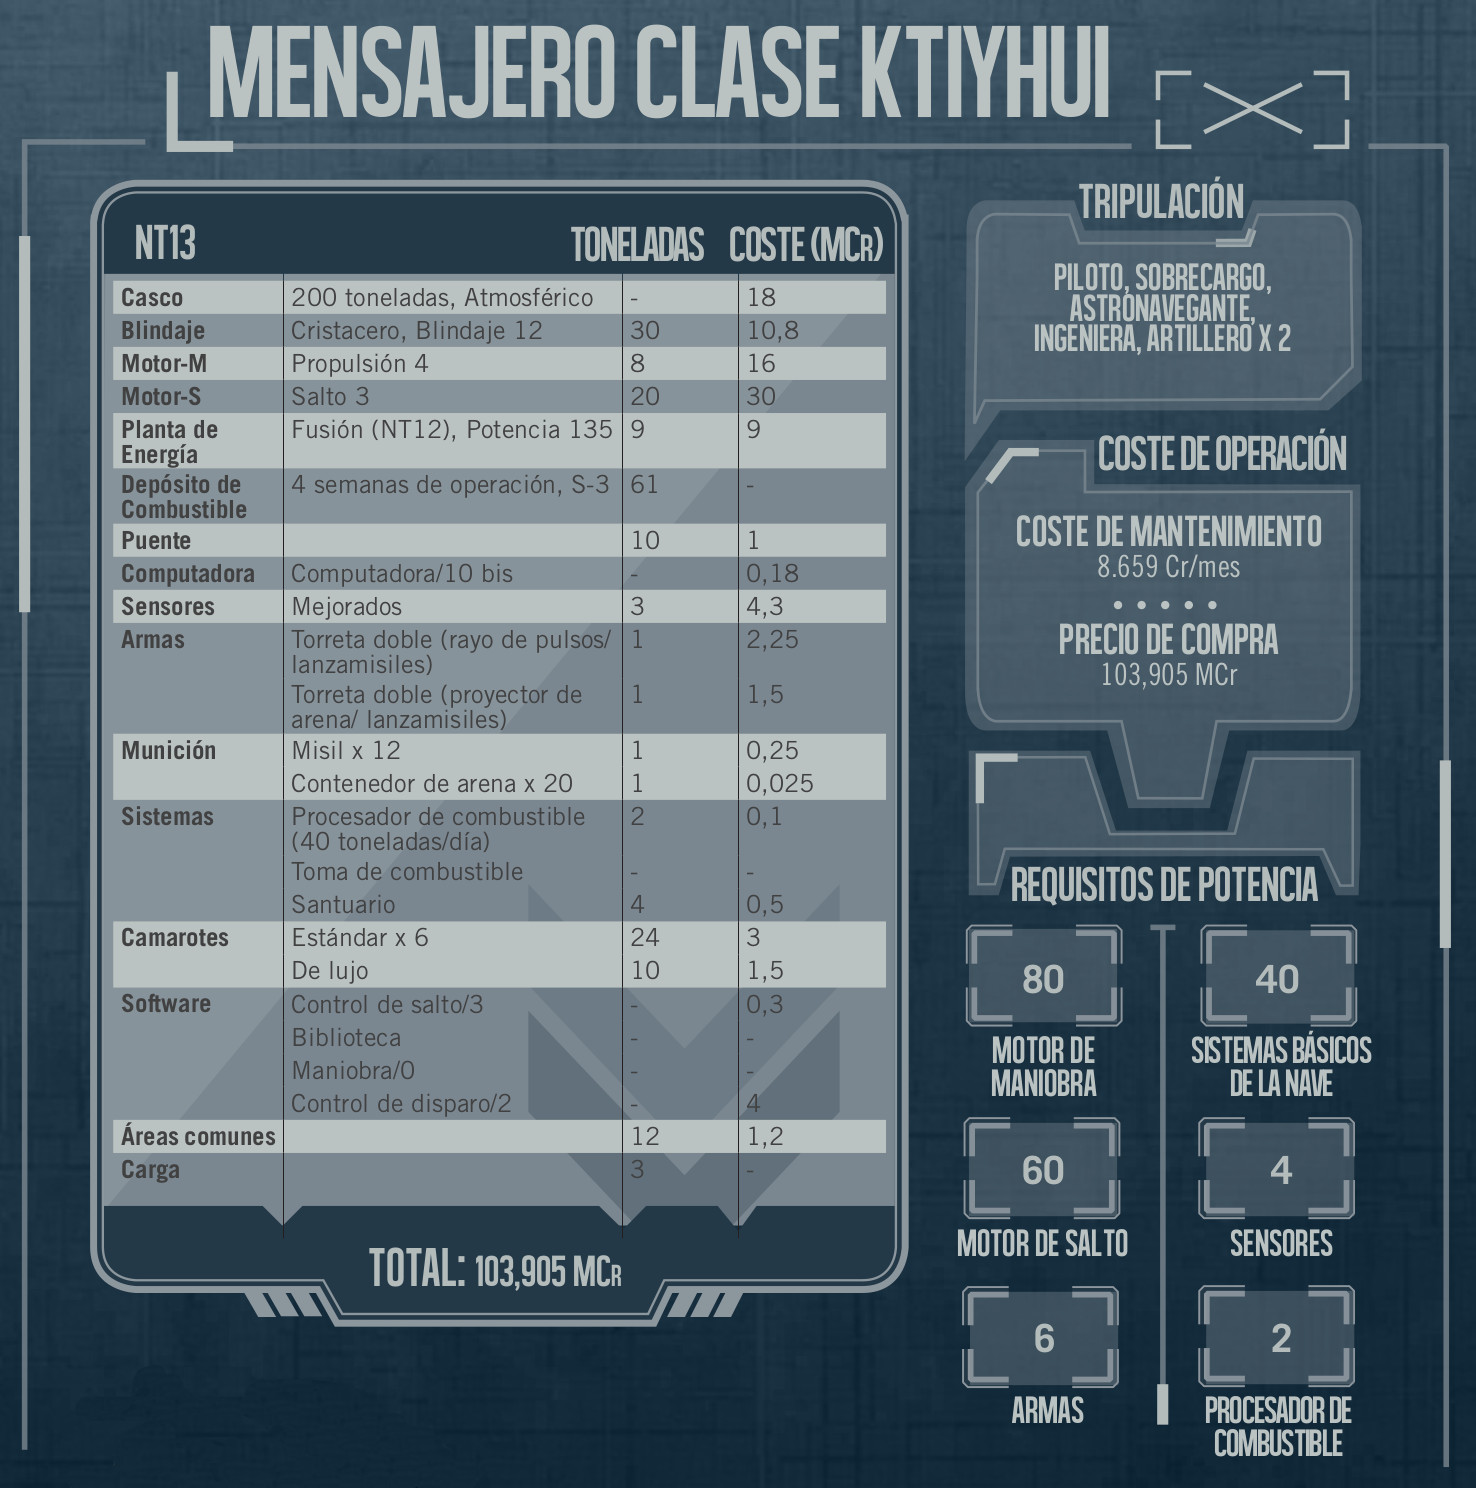 MENSAJERO CLASE KTIYHUI
NT13 TONELADAS COSTE (MCR)
Casco 200 toneladas, Atmosférico - 18
Blindaje Cristacero, Blindaje 12 30 10,8
Motor-M Propulsión 4 8 16
Motor-S Salto 3 20 30
Planta de Fusión (NT12), Potencia 135 9 9
Energía
Depósito de 4 semanas de operación, S-3 61 -
Combustible
Puente 10 1
Computadora Computadora/10 bis - 0,18
Sensores Mejorados 3 4,3
Armas Torreta doble (rayo de pulsos/ 1 2,25
lanzamisiles)
Torreta doble (proyector de 1 1,5
arena/ lanzamisiles)
Munición Misil x 12 1 0,25
Contenedor de arena x 20 1 0,025
Sistemas Procesador de combustible 2 0,1
(40 toneladas/día)
Toma de combustible - -
Santuario 4 0,5
Camarotes Estándar x 6 24 3
De lujo 10 1,5
Software Control de salto/3 - 0,3
Biblioteca - -
Maniobra/0 - -
Control de disparo/2 - 4
Áreas comunes 12 1,2
Carga 3 -
TOTAL: 103,905 MCR
TRIPULACIÓN
PILOTO, SOBRECARGO,
ASTRONAVEGANTE,
INGENIERA, ARTILLERO X 2
COSTE DE OPERACIÓN
COSTE DE MANTENIMIENTO
8.659 Cr/mes
PRECIO DE COMPRA
103,905 MCr
REQUISITOS DE POTENCIA
80 40
MOTOR DE SISTEMAS BÁSICOS
MANIOBRA DE LA NAVE
60 4
MOTOR DE SALTO SENSORES
6 2
ARMAS PROCESADOR DE
COMBUSTIBLE